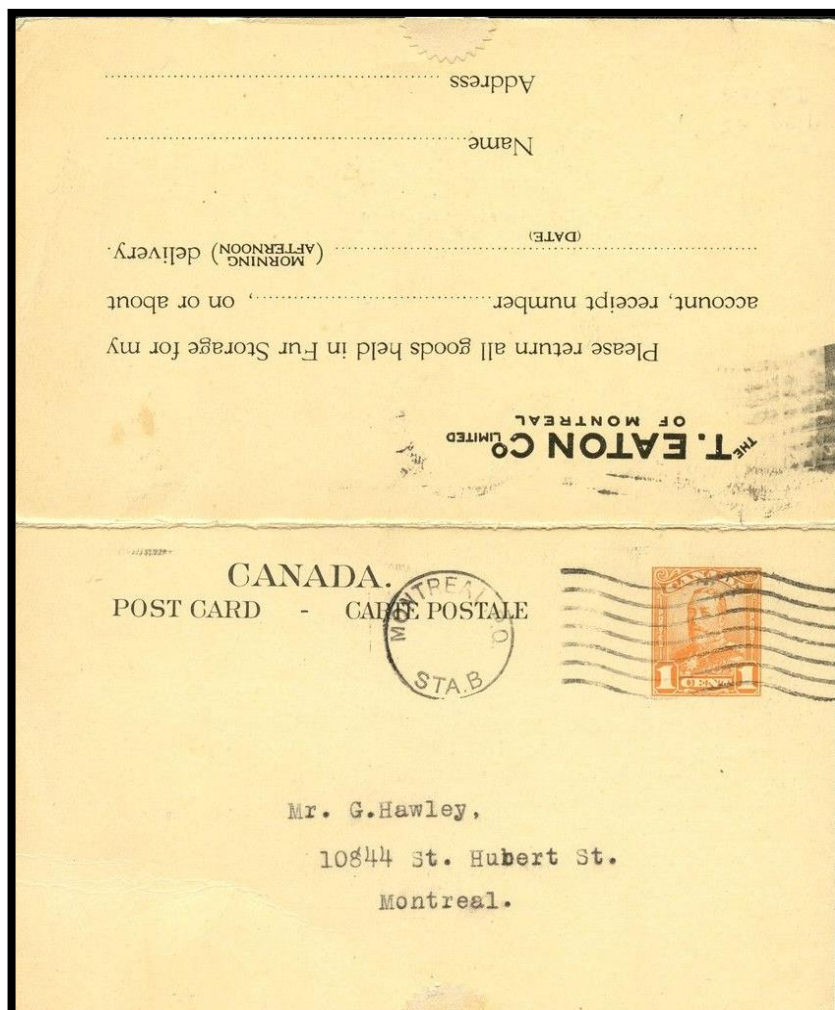 THE T. EATON CO LIMITED
OF MONTREAL
Please return all goods held in Fur Storage for my
account, receipt number........................, on or about
........................ (MORNING AFTERNOON) delivery.
(DATE)
Name........................
Address ........................
CANADA.
POST CARD - CARTE POSTALE
MONTREAL P.Q.
STA.B
CANADA
1 CENT 1
Mr. G.Hawley,
10844 St. Hubert St.
Montreal.